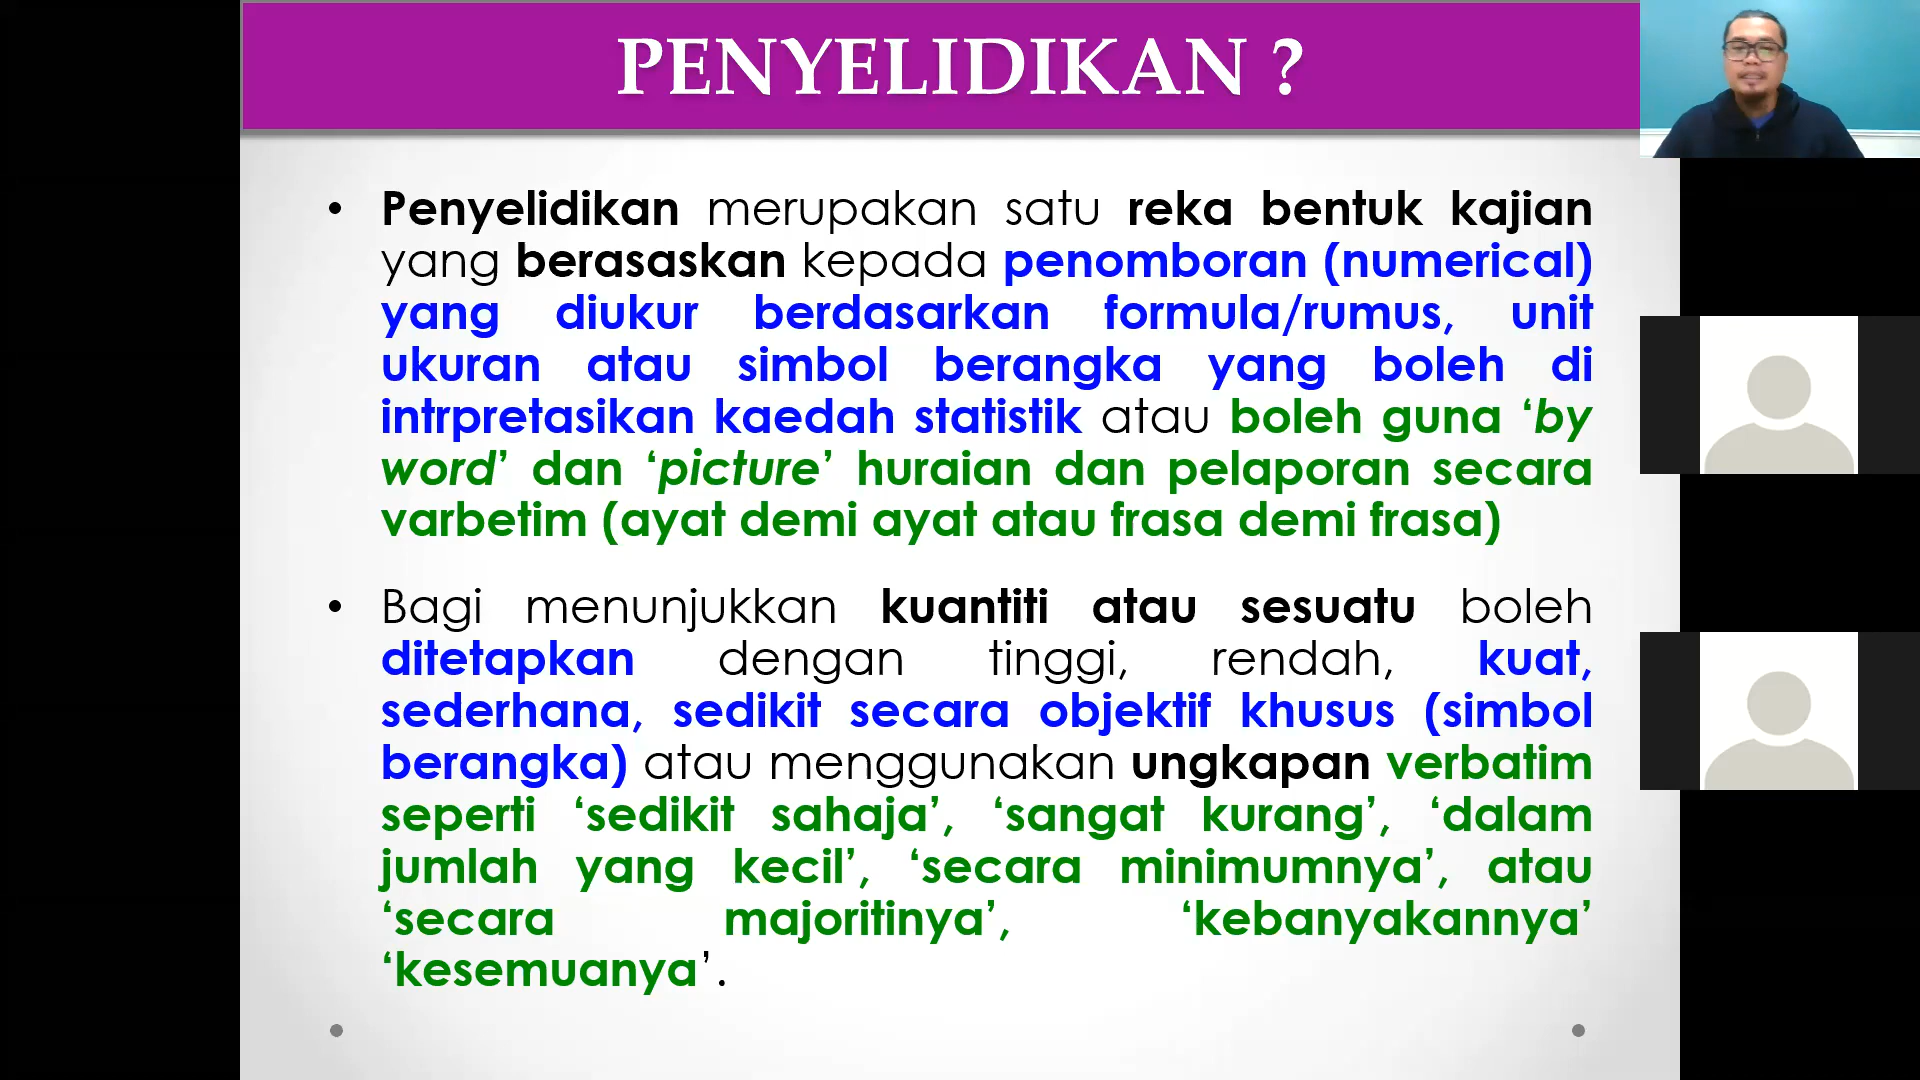 PENYELIDIKAN ?
• Penyelidikan merupakan satu reka bentuk kajian
yang berasaskan kepada penomboran (numerical)
yang diukur berdasarkan formula/rumus, unit
ukuran atau simbol berangka yang boleh di
intrpretasikan kaedah statistik atau boleh guna ‘by
word’ dan ‘picture’ huraian dan pelaporan secara
varbetim (ayat demi ayat atau frasa demi frasa)
• Bagi menunjukkan kuantiti atau sesuatu boleh
ditetapkan dengan tinggi, rendah, kuat,
sederhana, sedikit secara objektif khusus (simbol
berangka) atau menggunakan ungkapan verbatim
seperti ‘sedikit sahaja’, ‘sangat kurang’, ‘dalam
jumlah yang kecil’, ‘secara minimumnya’, atau
‘secara majoritinya’, ‘kebanyakannya’
‘kesemuanya’.